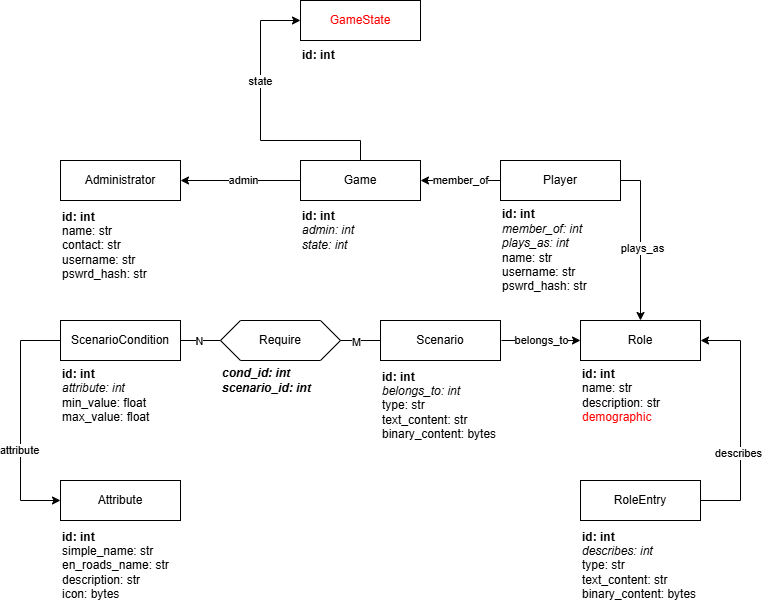 GameState
id: int
state
Administrator
admin
Game
member_of
Player
id: int
name: str
contact: str
username: str
pswrd_hash: str
id: int
admin: int
state: int
id: int
member_of: int
plays_as: int
name: str
username: str
pswrd_hash: str
plays_as
ScenarioCondition
N
Require
M
Scenario
belongs_to
Role
id: int
attribute: int
min_value: float
max_value: float
cond_id: int
scenario_id: int
id: int
belongs_to: int
type: str
text_content: str
binary_content: bytes
id: int
name: str
description: str
demographic
attribute
describes
Attribute
id: int
simple_name: str
en_roads_name: str
description: str
icon: bytes
RoleEntry
id: int
describes: int
type: str
text_content: str
binary_content: bytes